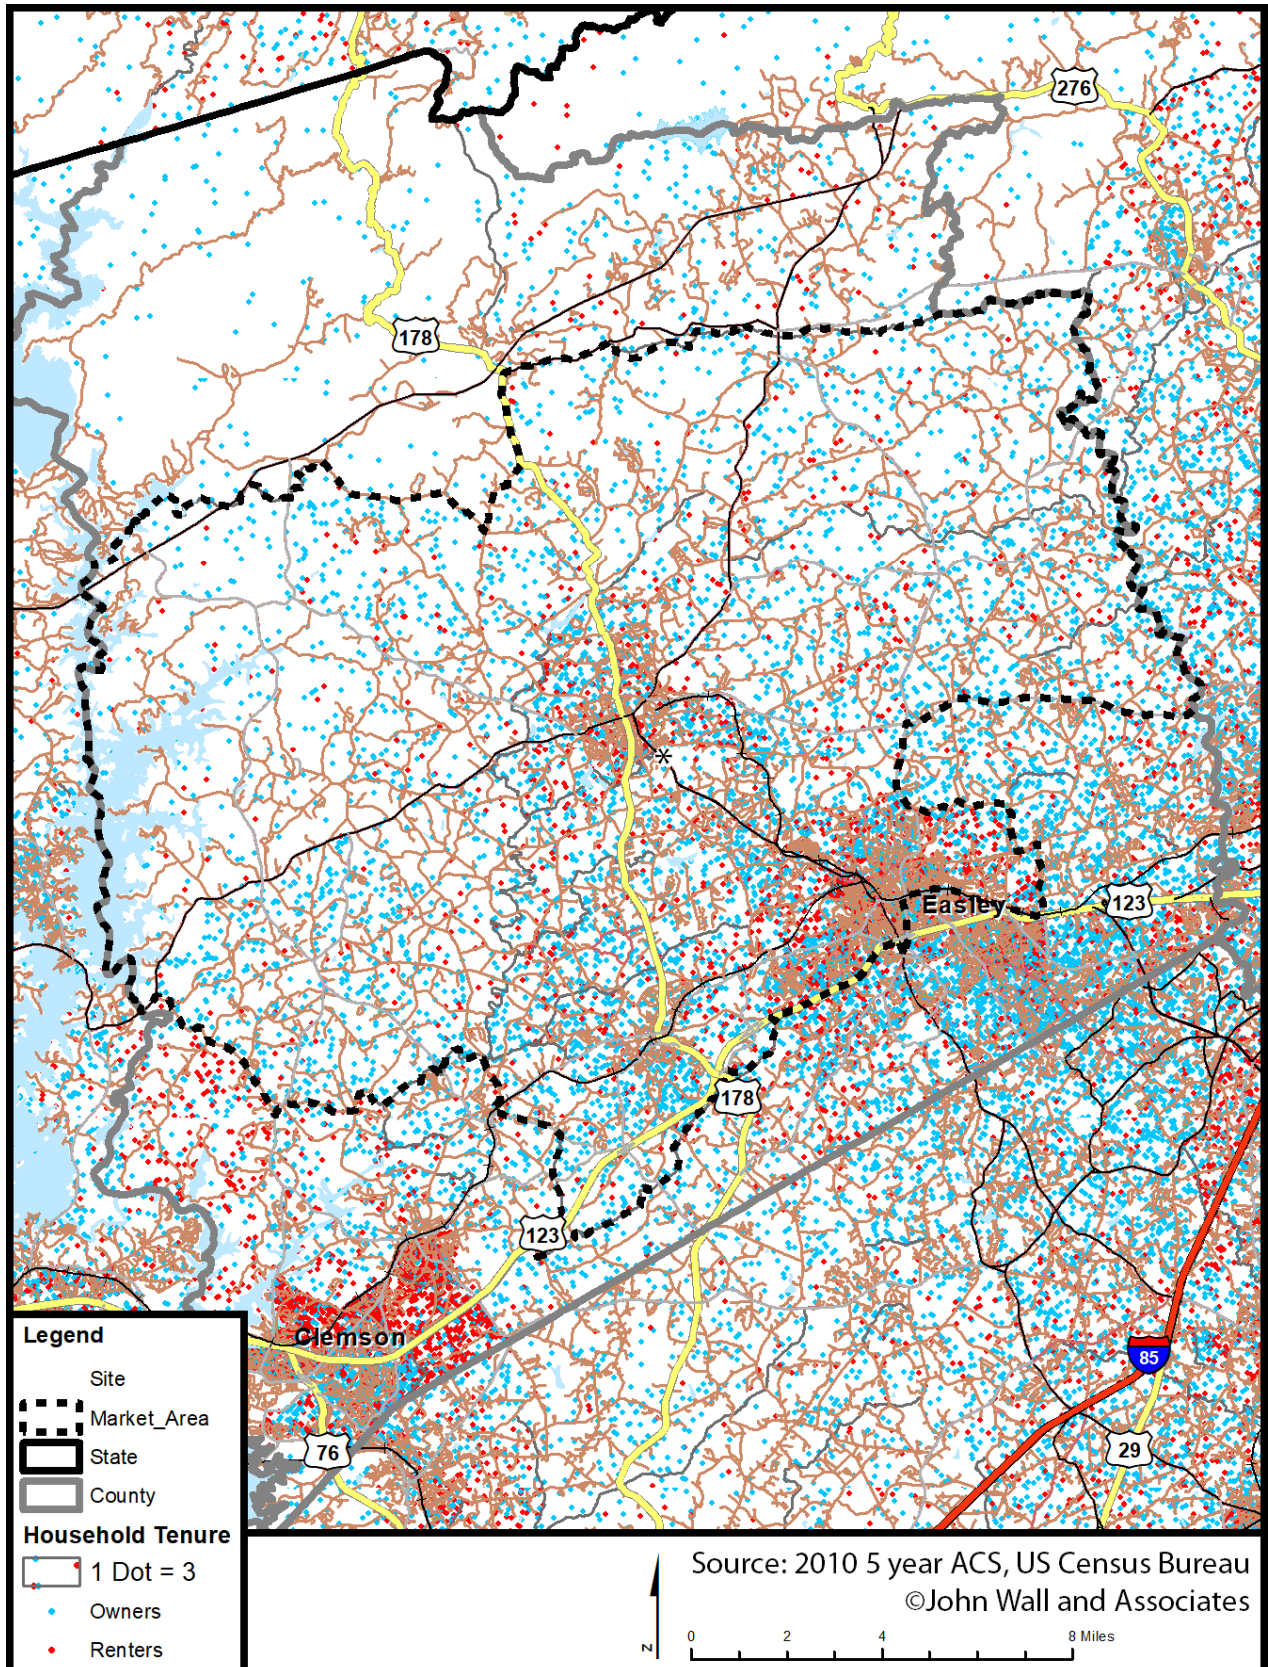 276
178
Easley
123
178
123
Clemson
85
76
29
Legend
Site
Market_Area
State
County
Household Tenure
1 Dot = 3
Owners
Renters
Source: 2010 5 year ACS, US Census Bureau
©John Wall and Associates
N
0 2 4 8 Miles